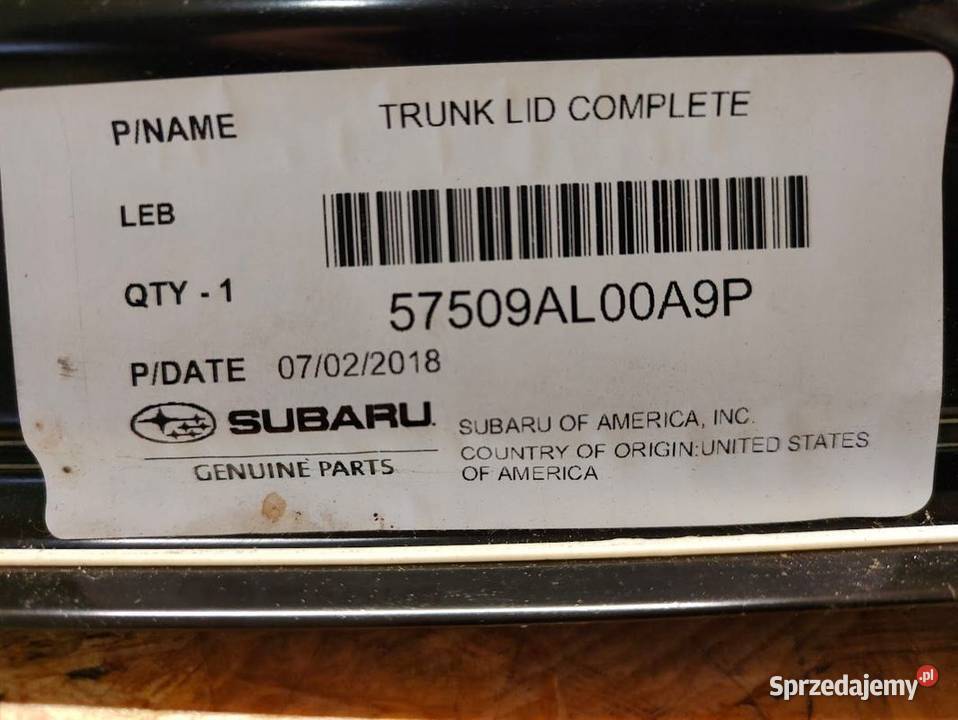 P/NAME TRUNK LID COMPLETE
LEB
QTY - 1
57509AL00A9P
P/DATE 07/02/2018
SUBARU.
GENUINE PARTS
SUBARU OF AMERICA, INC.
COUNTRY OF ORIGIN:UNITED STATES
OF AMERICA
Sprzedajemy.pl